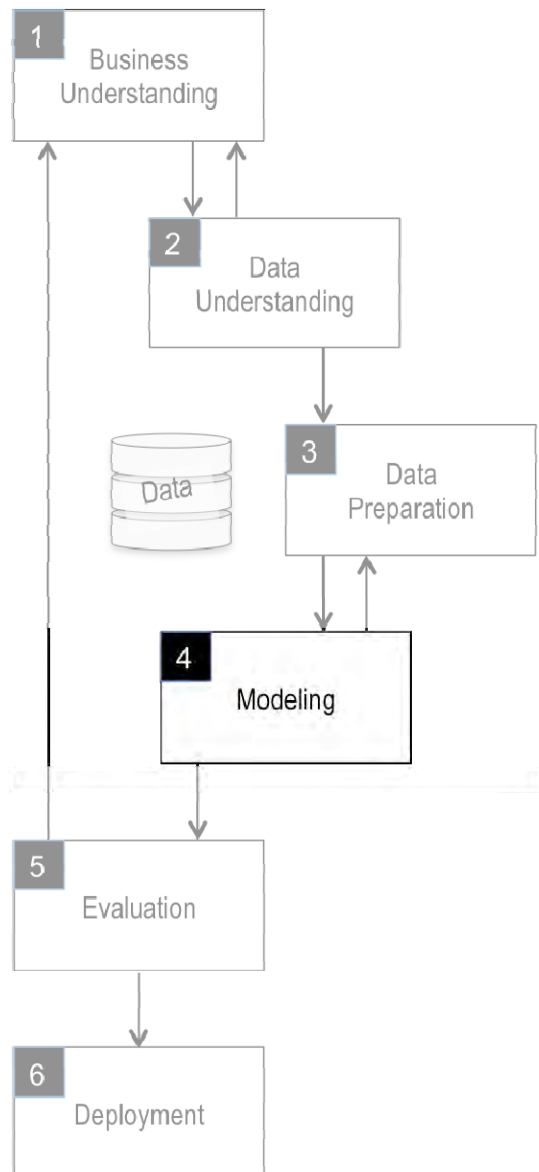 1
Business
Understanding
2
Data
Understanding
3
Data
Preparation
Data
4
Modeling
5
Evaluation
6
Deployment